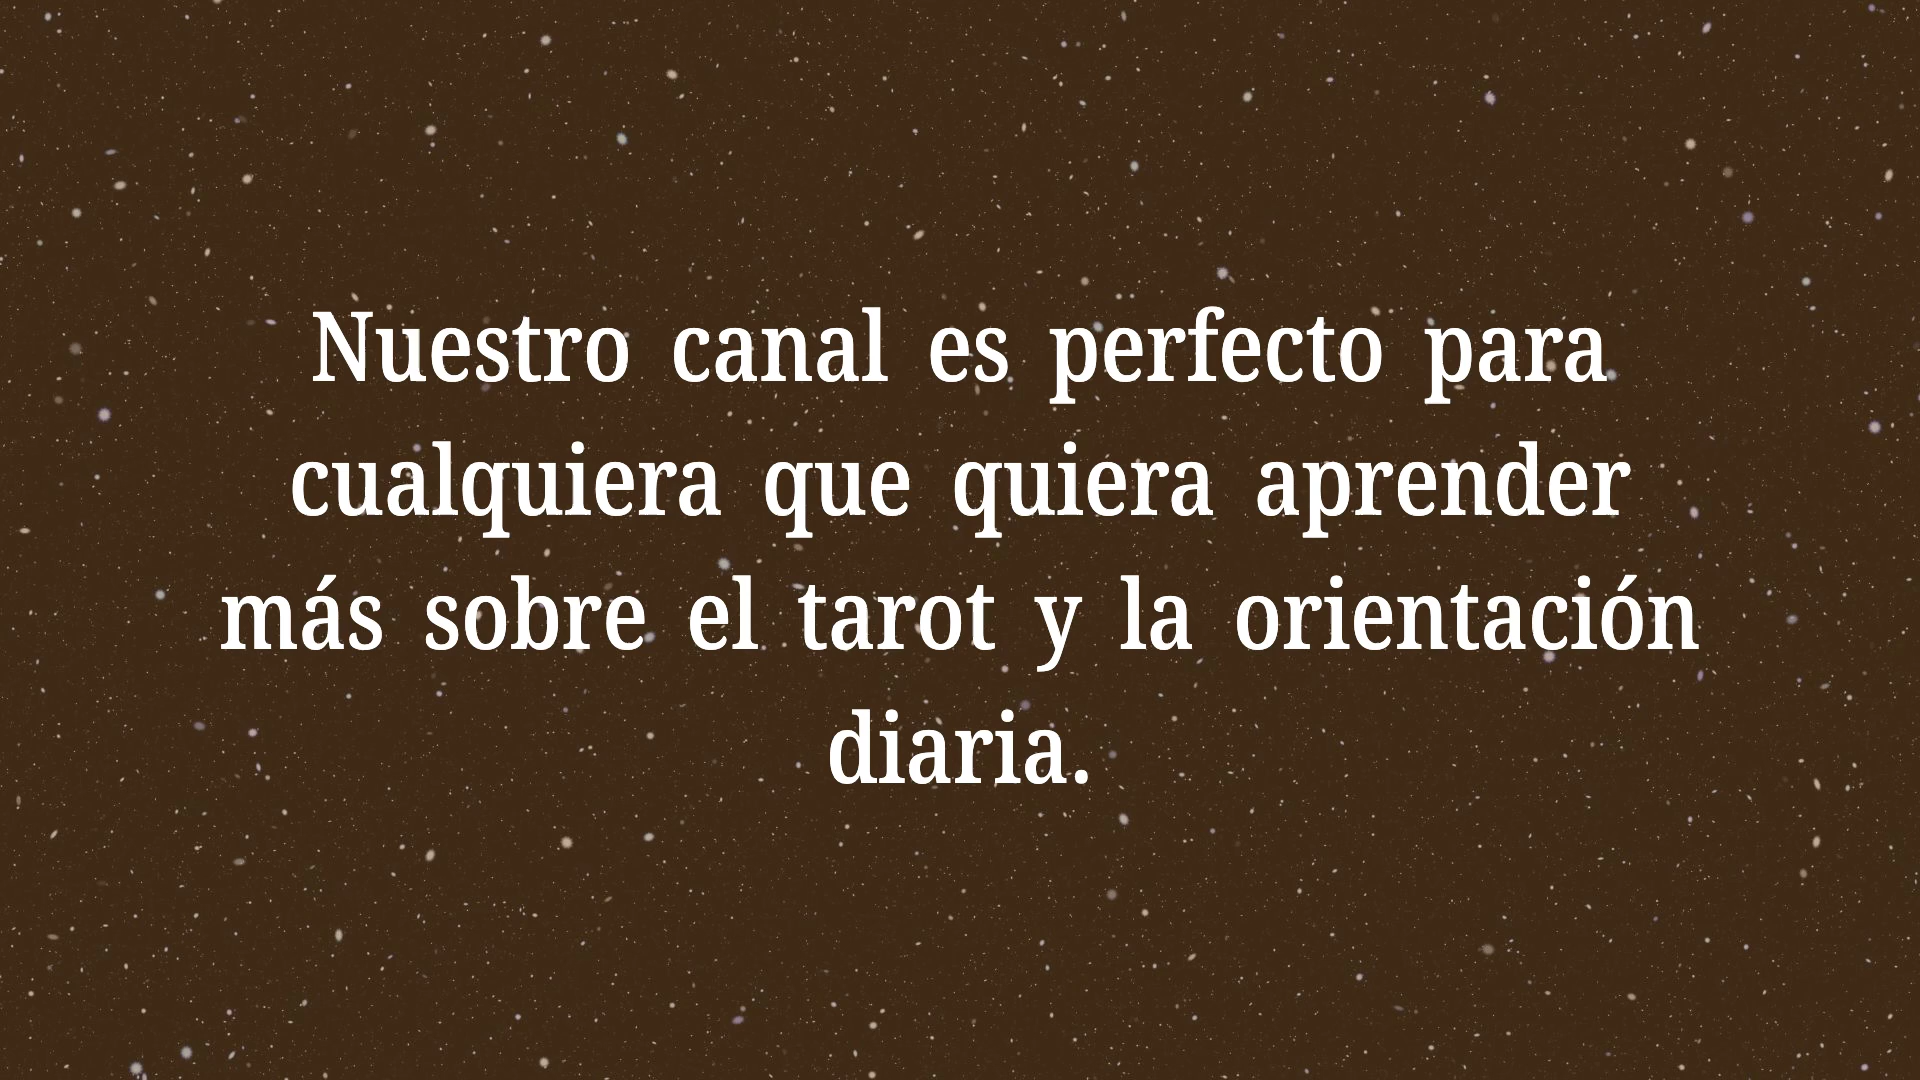 Nuestro canal es perfecto para
cualquiera que quiera aprender
más sobre el tarot y la orientación
diaria.